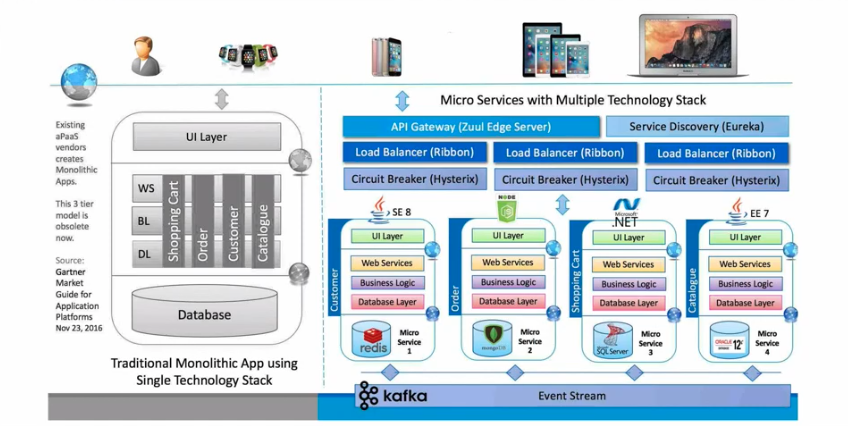 Existing
aPaaS
vendors
creates
Monolithic
Apps.
This 3 tier
model is
obsolete
now.
Source:
Gartner
Market
Guide for
Application
Platforms
Nov 23, 2016
UI Layer
WS
BL
DL
Shopping Cart
Order
Customer
Catalogue
Database
Traditional Monolithic App using
Single Technology Stack
Micro Services with Multiple Technology Stack
API Gateway (Zuul Edge Server)
Service Discovery (Eureka)
Load Balancer (Ribbon)
Load Balancer (Ribbon)
Load Balancer (Ribbon)
Circuit Breaker (Hysterix)
Circuit Breaker (Hysterix)
Circuit Breaker (Hysterix)
SE 8
Customer
UI Layer
Web Services
Business Logic
Database Layer
redis
Micro
Service
1
NODE
Order
UI Layer
Web Services
Business Logic
Database Layer
mongoDB
Micro
Service
2
Microsoft
.NET
Shopping Cart
UI Layer
Web Services
Business Logic
Database Layer
SQL Server
Micro
Service
3
EE 7
Catalogue
UI Layer
Web Services
Business Logic
Database Layer
ORACLE
12c
Micro
Service
4
kafka
Event Stream